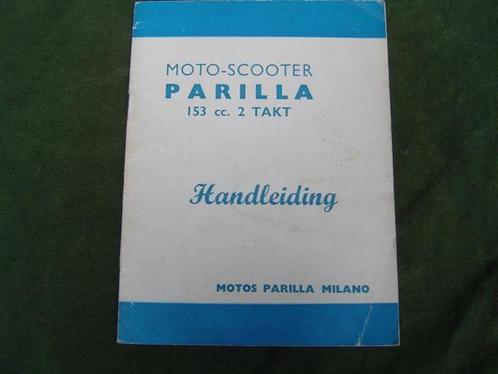 MOTO-SCOOTER
PARILLA
153 cc. 2 TAKT
Handleiding
MOTOS PARILLA MILANO